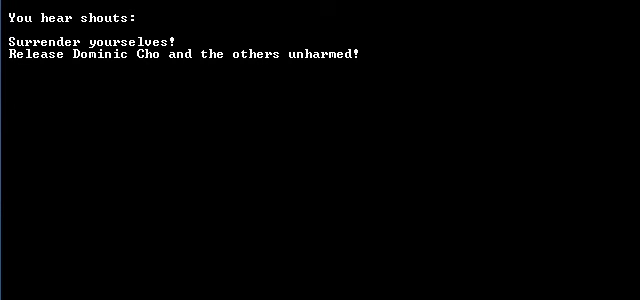 You hear shouts:
Surrender yourselves!
Release Dominic Cho and the others unharmed!